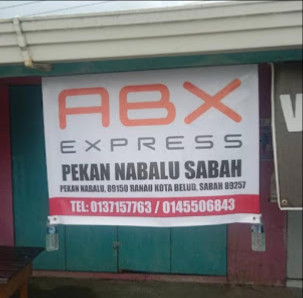 ABX
EXPRESS
PEKAN NABALU SABAH
PEKAN NABALU, 89150 RANAU KOTA BELUD, SABAH 89257
TEL: 0137157763 / 0145506843
V